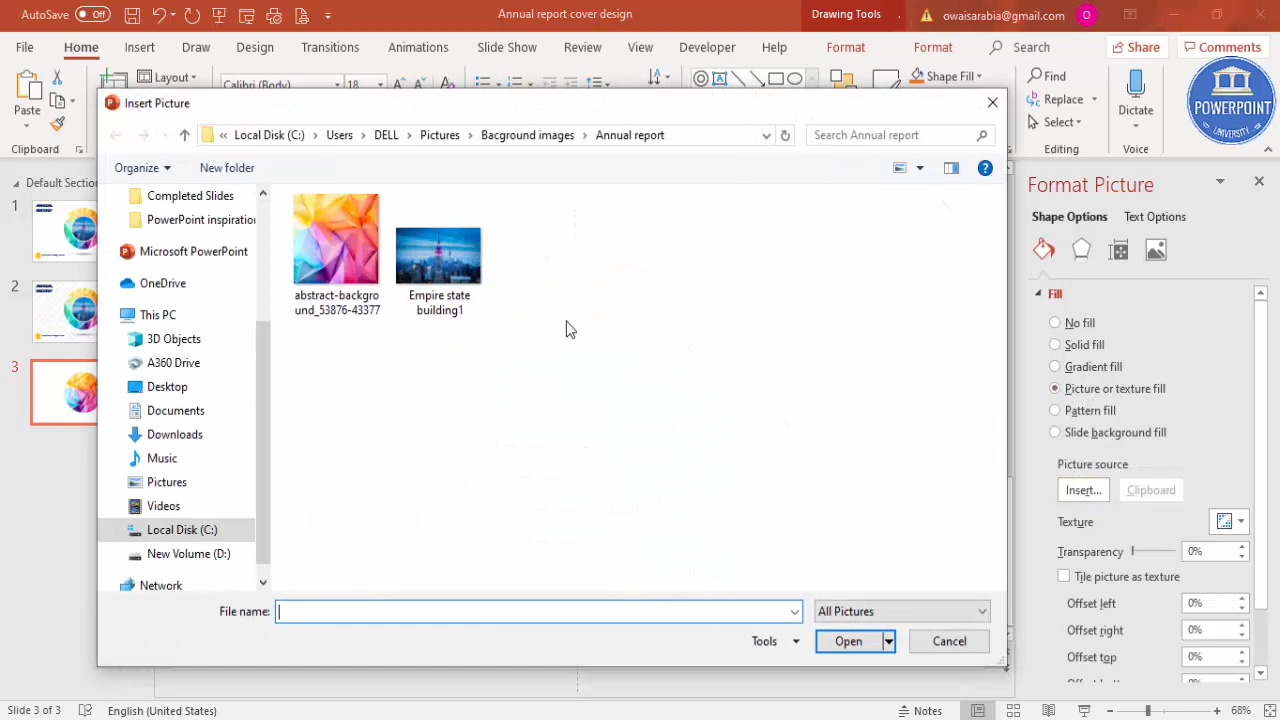 AutoSave Off
Annual report cover design
Drawing Tools
owaisarabia@gmail.com
O
File Home Insert Draw Design Transitions Animations Slide Show Review View Developer Help Format Format Search Share Comments
Paste
Layout
Calibri (Body) 18
Shape Fill
Find
Replace
Select
Dictate
Clipboard
Editing
Voice
POWERPOINT
UNIVERSITY
Insert Picture
« Local Disk (C:) › Users › DELL › Pictures › Bacground images › Annual report
Search Annual report
Organize
New folder
Completed Slides
PowerPoint inspiration
Microsoft PowerPoint
OneDrive
This PC
3D Objects
A360 Drive
Desktop
Documents
Downloads
Music
Pictures
Videos
Local Disk (C:)
New Volume (D:)
Network
abstract-backgro
und_53876-43377
Empire state
building1
File name:
All Pictures
Tools
Open
Cancel
Default Section
1
2
3
Format Picture
Shape Options Text Options
Fill
No fill
Solid fill
Gradient fill
Picture or texture fill
Pattern fill
Slide background fill
Picture source
Insert...
Clipboard
Texture
Transparency 0%
Tile picture as texture
Offset left 0%
Offset right 0%
Offset top 0%
Slide 3 of 3
English (United States)
Notes
68%